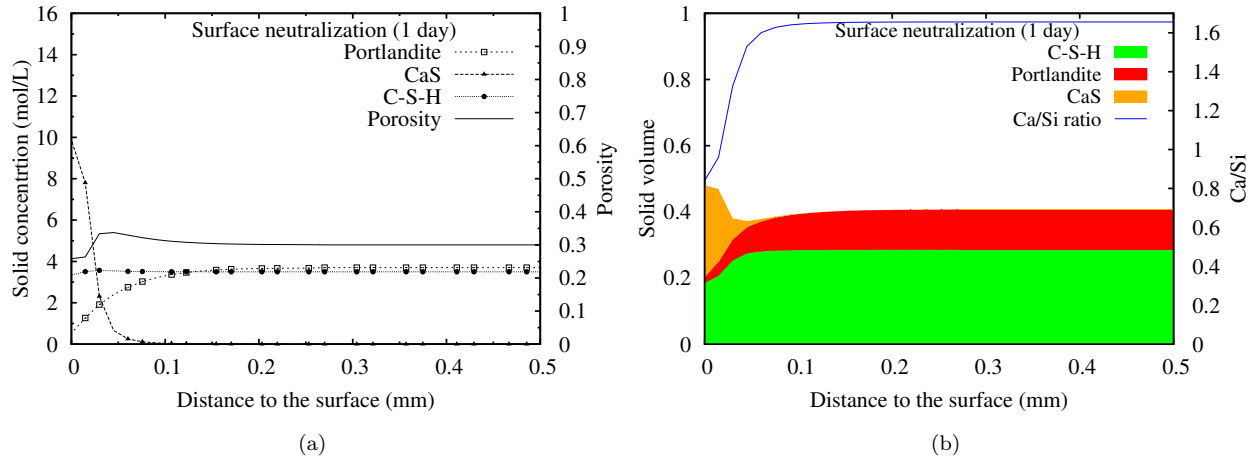 Surface neutralization (1 day)
Portlandite
CaS
C-S-H
Porosity
Solid concentrtion (mol/L)
0
2
4
6
8
10
12
14
16
Porosity
0
0.1
0.2
0.3
0.4
0.5
0.6
0.7
0.8
0.9
1
0 0.1 0.2 0.3 0.4 0.5
Distance to the surface (mm)
(a)
Surface neutralization (1 day)
C-S-H
Portlandite
CaS
Ca/Si ratio
Solid volume
0
0.2
0.4
0.6
0.8
1
Ca/Si
0
0.2
0.4
0.6
0.8
1
1.2
1.4
1.6
0 0.1 0.2 0.3 0.4 0.5
Distance to the surface (mm)
(b)